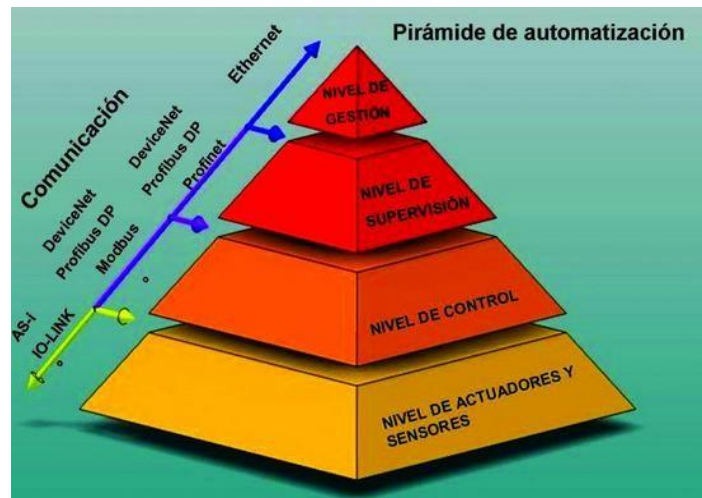 Pirámide de automatización
Comunicación
Ethernet
DeviceNet
Profibus DP
Profinet
DeviceNet
Profibus DP
Modbus
AS-i
IO-LINK
NIVEL DE
GESTIÓN
NIVEL DE
SUPERVISIÓN
NIVEL DE CONTROL
NIVEL DE ACTUADORES Y
SENSORES